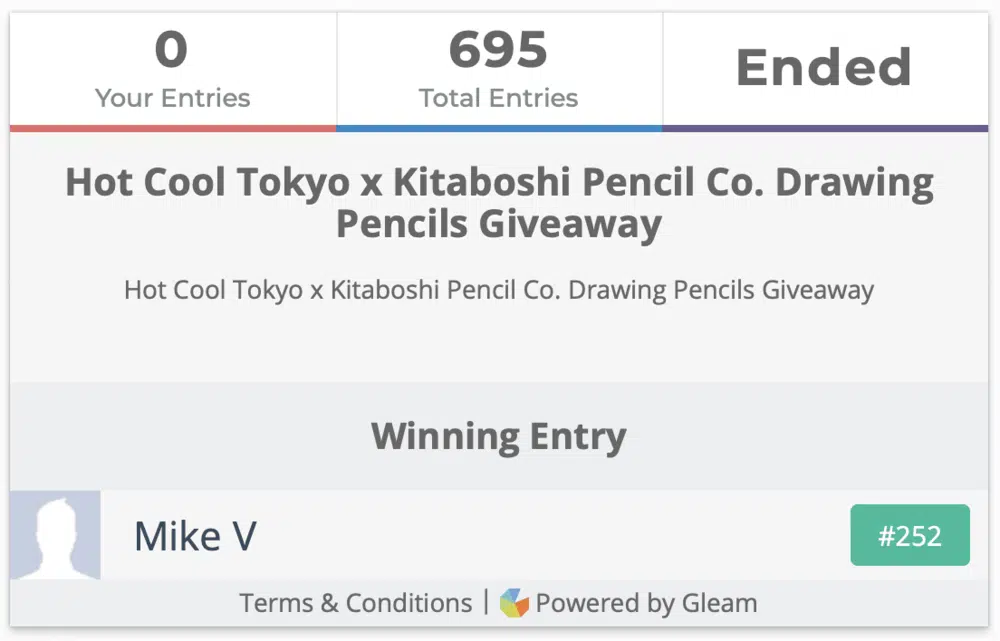 0
Your Entries
695
Total Entries
Ended
Hot Cool Tokyo x Kitaboshi Pencil Co. Drawing
Pencils Giveaway
Hot Cool Tokyo x Kitaboshi Pencil Co. Drawing Pencils Giveaway
Winning Entry
Mike V
#252
Terms & Conditions | Powered by Gleam